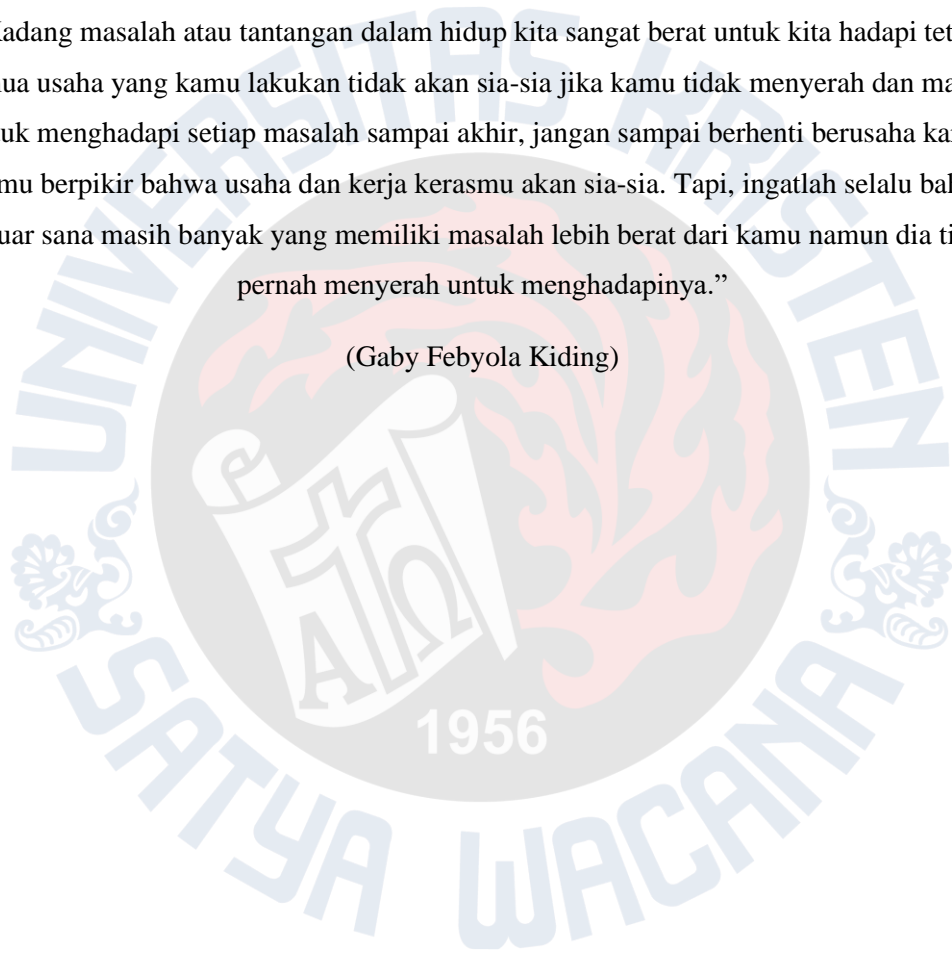 Kadang masalah atau tantangan dalam hidup kita sangat berat untuk kita hadapi
usaha yang kamu lakukan tidak akan sia-sia jika kamu tidak menyerah dan
menghadapi setiap masalah sampai akhir, jangan sampai berhenti berusaha
berpikir bahwa usaha dan kerja kerasmu akan sia-sia. Tapi, ingatlah selalu
sana masih banyak yang memiliki masalah lebih berat dari kamu namun dia
pernah menyerah untuk menghadapinya.”
(Gaby Febyola Kiding)
UNIVERSITAS KRISTEN
ΑΩ
1956
SATYA WACANA